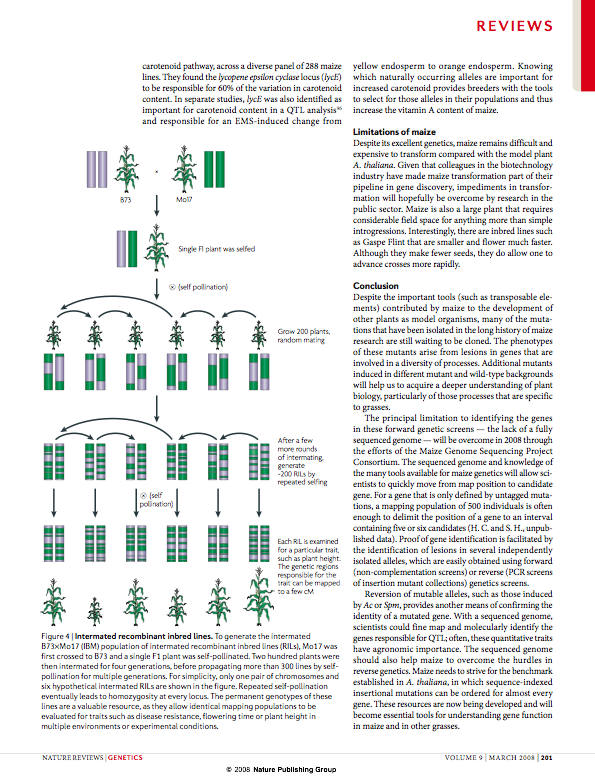 REVIEWS
carotenoid pathway, across a diverse panel of 288 maize
lines. They found the lycopene epsilon cyclase locus (lycE)
to be responsible for 60% of the variation in carotenoid
content. In separate studies, lycE was also identified as
important for carotenoid content in a QTL analysis⁹⁶
and responsible for an EMS-induced change from
B73
×
Mo17
Single F1 plant was selfed
⊗ (self pollination)
Grow 200 plants,
random mating
After a few
more rounds
of intermating,
generate
~200 RILs by
repeated selfing
⊗ (self
pollination)
Each RIL is examined
for a particular trait,
such as plant height.
The genetic regions
responsible for the
trait can be mapped
to a few cM
Figure 4 | Intermated recombinant inbred lines. To generate the intermated
B73×Mo17 (IBM) population of intermated recombinant inbred lines (RILs), Mo17 was
first crossed to B73 and a single F1 plant was self-pollinated. Two hundred plants were
then intermated for four generations, before propagating more than 300 lines by self-
pollination for multiple generations. For simplicity, only one pair of chromosomes and
six hypothetical intermated RILs are shown in the figure. Repeated self-pollination
eventually leads to homozygosity at every locus. The permanent genotypes of these
lines are a valuable resource, as they allow identical mapping populations to be
evaluated for traits such as disease resistance, flowering time or plant height in
multiple environments or experimental conditions.
yellow endosperm to orange endosperm. Knowing
which naturally occurring alleles are important for
increased carotenoid provides breeders with the tools
to select for those alleles in their populations and thus
increase the vitamin A content of maize.
Limitations of maize
Despite its excellent genetics, maize remains difficult and
expensive to transform compared with the model plant
A. thaliana. Given that colleagues in the biotechnology
industry have made maize transformation part of their
pipeline in gene discovery, impediments in transfor-
mation will hopefully be overcome by research in the
public sector. Maize is also a large plant that requires
considerable field space for anything more than simple
introgressions. Interestingly, there are inbred lines such
as Gaspe Flint that are smaller and flower much faster.
Although they make fewer seeds, they do allow one to
advance crosses more rapidly.
Conclusion
Despite the important tools (such as transposable ele-
ments) contributed by maize to the development of
other plants as model organisms, many of the muta-
tions that have been isolated in the long history of maize
research are still waiting to be cloned. The phenotypes
of these mutants arise from lesions in genes that are
involved in a diversity of processes. Additional mutants
induced in different mutant and wild-type backgrounds
will help us to acquire a deeper understanding of plant
biology, particularly of those processes that are specific
to grasses.
The principal limitation to identifying the genes
in these forward genetic screens — the lack of a fully
sequenced genome — will be overcome in 2008 through
the efforts of the Maize Genome Sequencing Project
Consortium. The sequenced genome and knowledge of
the many tools available for maize genetics will allow sci-
entists to quickly move from map position to candidate
gene. For a gene that is only defined by untagged muta-
tions, a mapping population of 500 individuals is often
enough to delimit the position of a gene to an interval
containing five or six candidates (H. C. and S. H., unpub-
lished data). Proof of gene identification is facilitated by
the identification of lesions in several independently
isolated alleles, which are easily obtained using forward
(non-complementation screens) or reverse (PCR screens
of insertion mutant collections) genetics screens.
Reversion of mutable alleles, such as those induced
by Ac or Spm, provides another means of confirming the
identity of a mutated gene. With a sequenced genome,
scientists could fine map and molecularly identify the
genes responsible for QTL; often, these quantitative traits
have agronomic importance. The sequenced genome
should also help maize to overcome the hurdles in
reverse genetics. Maize needs to strive for the benchmark
established in A. thaliana, in which sequence-indexed
insertional mutations can be ordered for almost every
gene. These resources are now being developed and will
become essential tools for understanding gene function
in maize and in other grasses.
NATURE REVIEWS | GENETICS
VOLUME 9 | MARCH 2008 | 201
© 2008 Nature Publishing Group